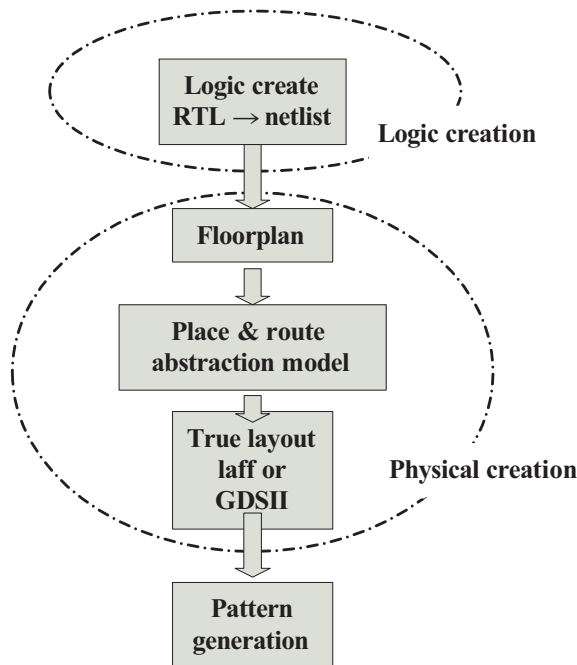 Logic create
RTL → netlist
Logic creation
Floorplan
Place & route
abstraction model
True layout
laff or
GDSII
Physical creation
Pattern
generation